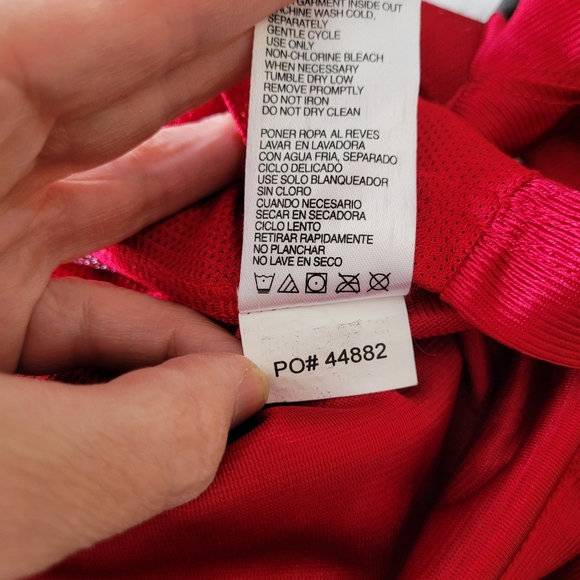 GARMENT INSIDE OUT
MACHINE WASH COLD,
SEPARATELY
GENTLE CYCLE
USE ONLY
NON-CHLORINE BLEACH
WHEN NECESSARY
TUMBLE DRY LOW
REMOVE PROMPTLY
DO NOT IRON
DO NOT DRY CLEAN
PONER ROPA AL REVES
LAVAR EN LAVADORA
CON AGUA FRIA, SEPARADO
CICLO DELICADO
USE SOLO BLANQUEADOR
SIN CLORO
CUANDO NECESARIO
SECAR EN SECADORA
CICLO LENTO
RETIRAR RAPIDAMENTE
NO PLANCHAR
NO LAVE EN SECO
PO# 44882